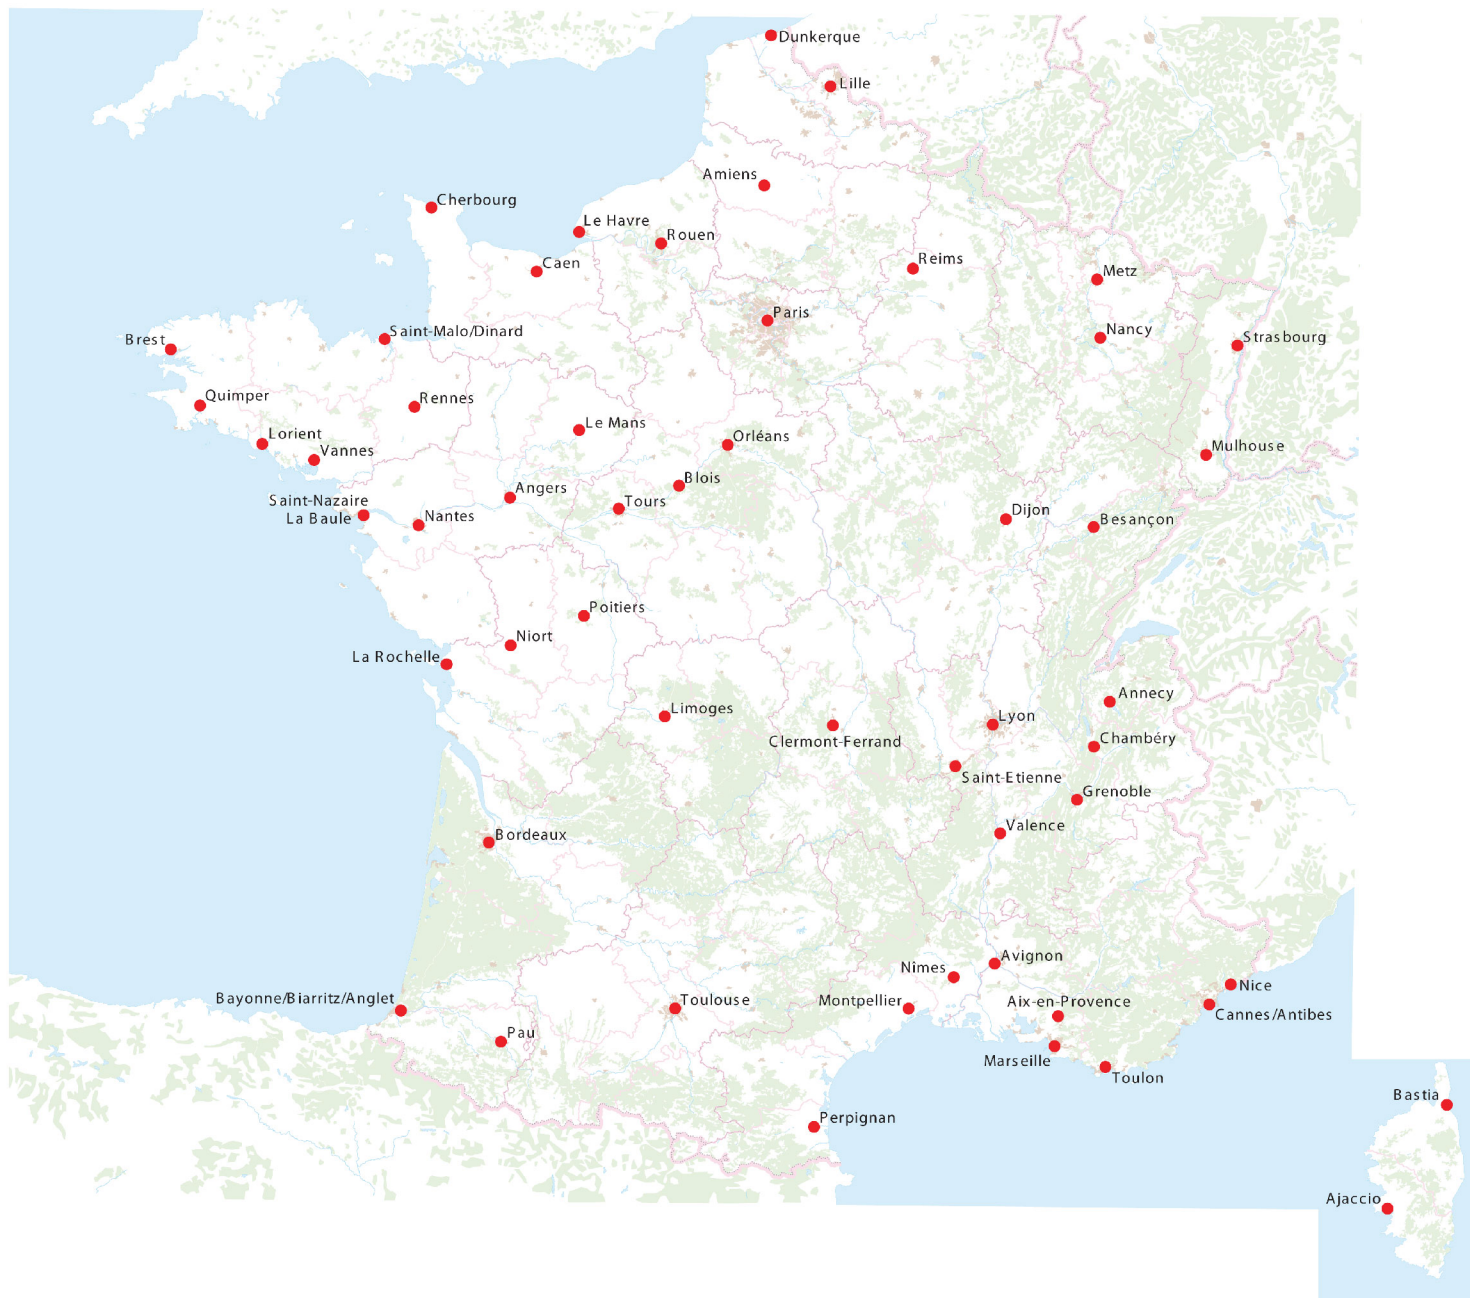 Dunkerque
Lille
Amiens
Cherbourg
Le Havre
Rouen
Caen
Reims
Metz
Paris
Nancy
Saint-Malo/Dinard
Strasbourg
Brest
Quimper
Rennes
Le Mans
Lorient
Vannes
Orléans
Mulhouse
Blois
Angers
Tours
Saint-Nazaire
La Baule
Nantes
Dijon
Besançon
Poitiers
Niort
La Rochelle
Annecy
Limoges
Lyon
Clermont-Ferrand
Chambéry
Saint-Etienne
Grenoble
Valence
Bordeaux
Avignon
Nîmes
Nice
Bayonne/Biarritz/Anglet
Toulouse
Montpellier
Aix-en-Provence
Cannes/Antibes
Pau
Marseille
Toulon
Bastia
Perpignan
Ajaccio